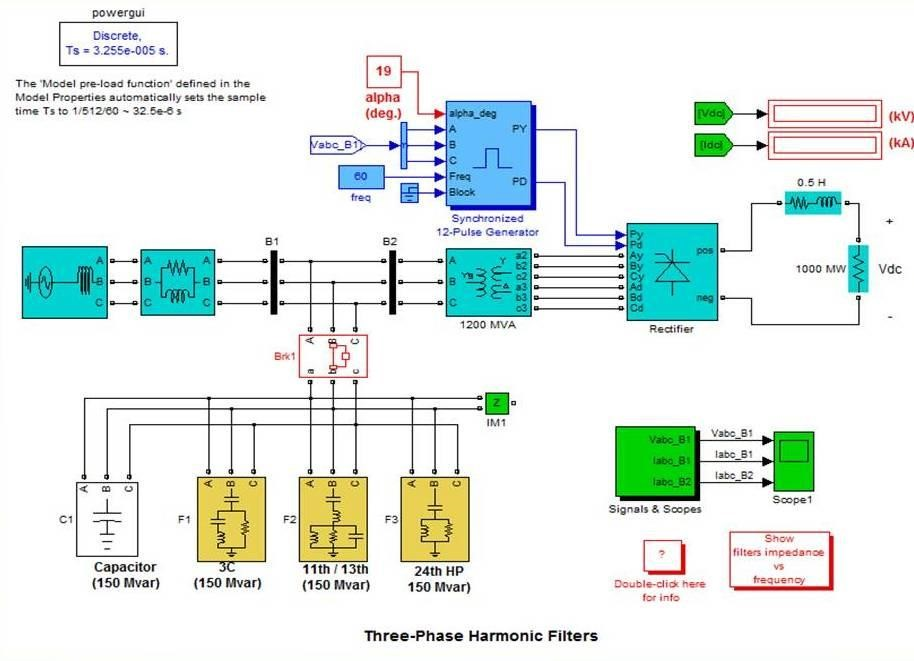 powergui
Discrete,
Ts = 3.255e-005 s.
The 'Model pre-load function' defined in the
Model Properties automatically sets the sample
time Ts to 1/512/60 ~ 32.5e-6 s
19
alpha
(deg.)
Vabc_B1
60
freq
alpha_deg
A
B
C
Freq
Block
PY
PD
Synchronized
12-Pulse Generator
[Vdc]
(kV)
[Idc]
(kA)
0.5 H
+
1000 MW
Vdc
-
A
B
C
A
B
C
A
B
C
B1
B2
A
B
C
Yg
Y
Δ
a2
b2
c2
a3
b3
c3
1200 MVA
Py
Pd
Ay
By
Cy
Ad
Bd
Cd
pos
neg
Rectifier
Brk1
A
B
C
a
b
c
Z
IM1
A
B
C
C1
Capacitor
(150 Mvar)
A
B
C
F1
3C
(150 Mvar)
A
B
C
F2
11th / 13th
(150 Mvar)
A
B
C
F3
24th HP
150 Mvar)
Vabc_B1
Iabc_B1
Iabc_B2
Signals & Scopes
Vabc_B1
Iabc_B1
Iabc_B2
Scope1
?
Double-click here
for info
Show
filters impedance
vs
frequency
Three-Phase Harmonic Filters